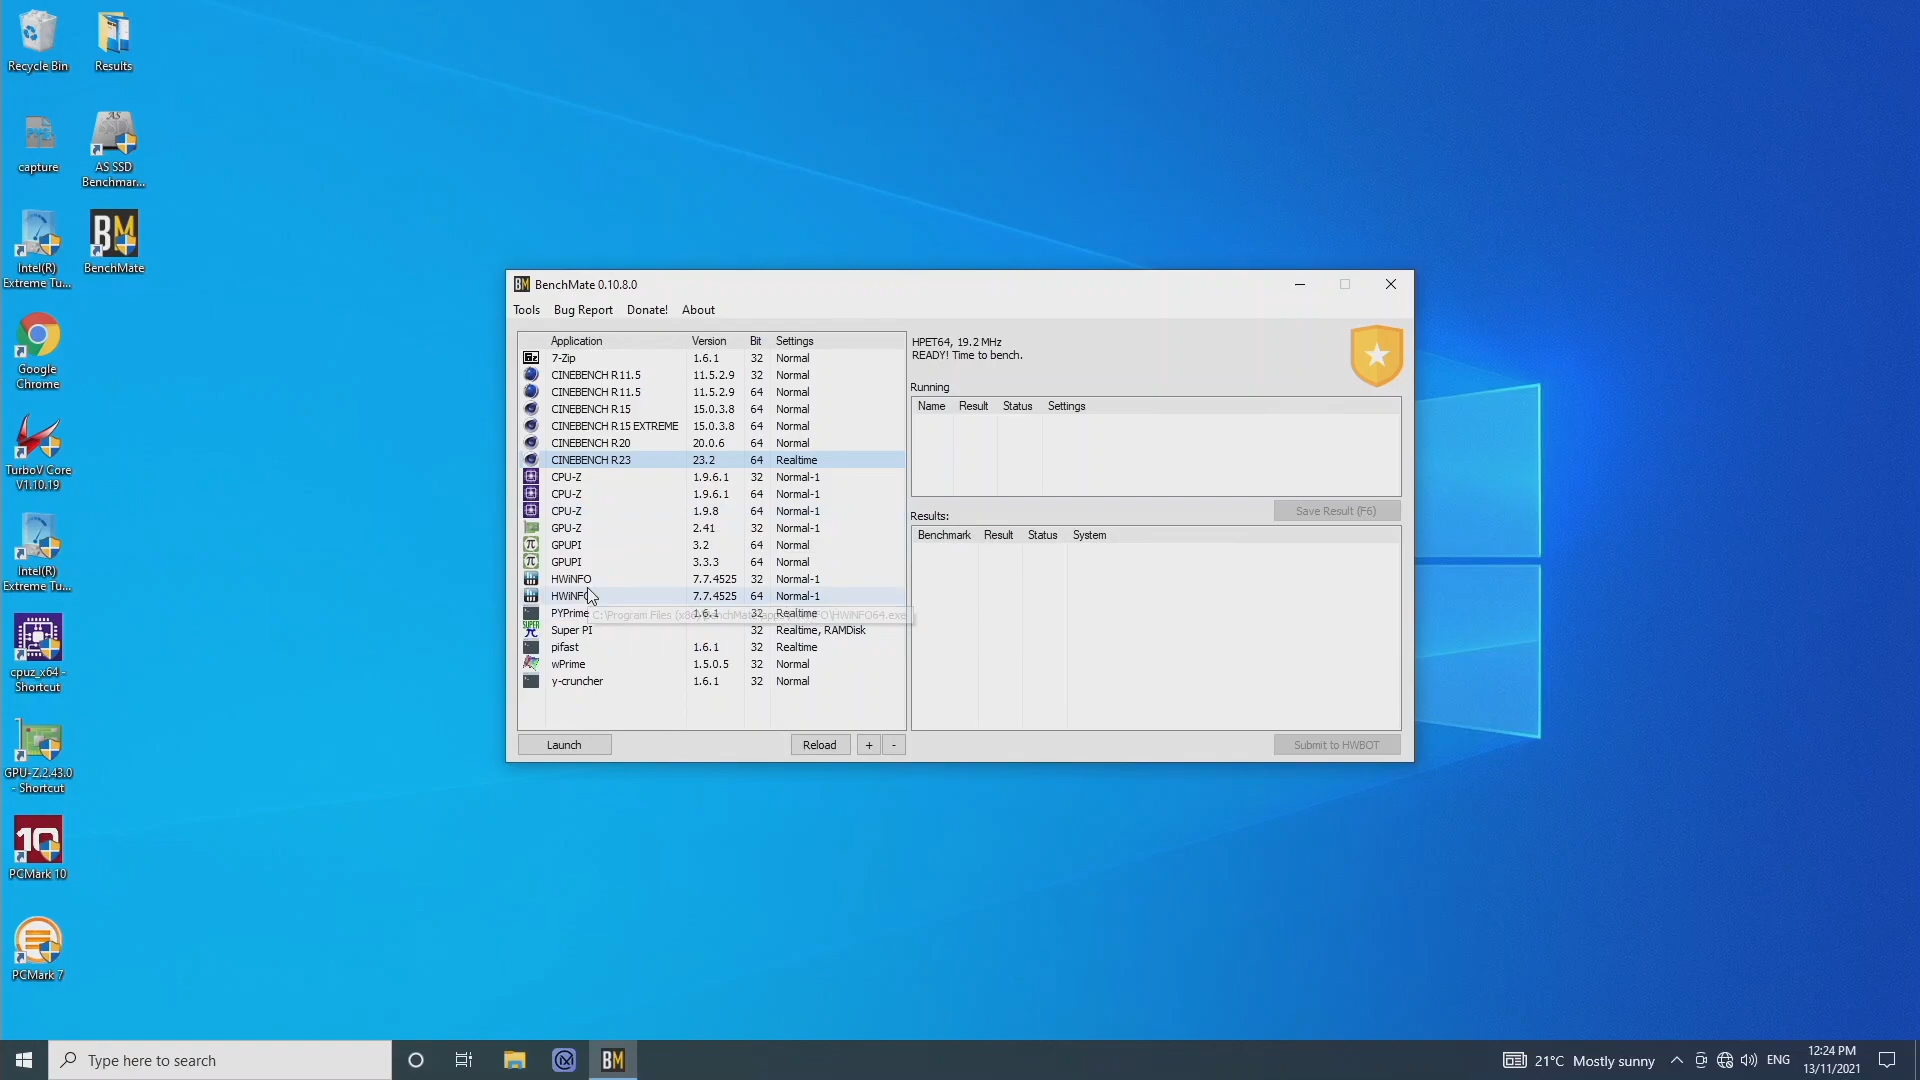 Recycle Bin
Results
capture
AS SSD
Benchmar...
Intel(R)
Extreme Tu...
BenchMate
Google
Chrome
TurboV Core
V1.10.19
Intel(R)
Extreme Tu...
cpuz_x64 -
Shortcut
GPU-Z.2.43.0
- Shortcut
PCMark 10
PCMark 7
BM BenchMate 0.10.8.0
Tools Bug Report Donate! About
Application Version Bit Settings
7-Zip 1.6.1 32 Normal
CINEBENCH R11.5 11.5.2.9 32 Normal
CINEBENCH R11.5 11.5.2.9 64 Normal
CINEBENCH R15 15.0.3.8 64 Normal
CINEBENCH R15 EXTREME 15.0.3.8 64 Normal
CINEBENCH R20 20.0.6 64 Normal
CINEBENCH R23 23.2 64 Realtime
CPU-Z 1.9.6.1 32 Normal-1
CPU-Z 1.9.6.1 64 Normal-1
CPU-Z 1.9.8 64 Normal-1
GPU-Z 2.41 32 Normal-1
GPUPI 3.2 64 Normal
GPUPI 3.3.3 64 Normal
HWiNFO 7.7.4525 32 Normal-1
HWiNFO 7.7.4525 64 Normal-1
PYPrime 1.6.1 32 Realtime
Super PI 32 Realtime, RAMDisk
pifast 1.6.1 32 Realtime
wPrime 1.5.0.5 32 Normal
y-cruncher 1.6.1 32 Normal
Launch Reload + -
HPET64, 19.2 MHz
READY! Time to bench.
Running
Name Result Status Settings
Save Result (F6)
Results:
Benchmark Result Status System
Submit to HWBOT
Type here to search
BM
21°C Mostly sunny
ENG
12:24 PM
13/11/2021